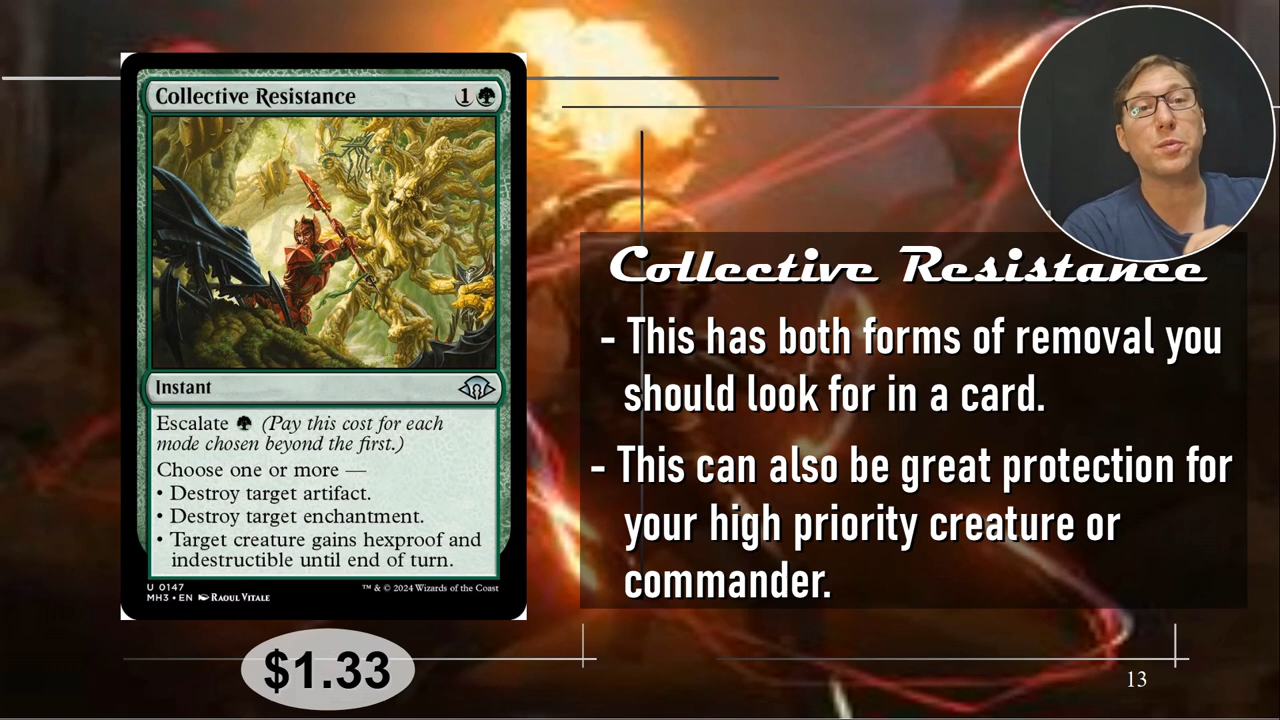 Collective Resistance 1
Instant
Escalate (Pay this cost for each
mode chosen beyond the first.)
Choose one or more —
• Destroy target artifact.
• Destroy target enchantment.
• Target creature gains hexproof and
indestructible until end of turn.
U 0147
MH3 • EN RAOUL VITALE
™ & © 2024 Wizards of the Coast
$1.33
Collective Resistance
- This has both forms of removal you
should look for in a card.
- This can also be great protection for
your high priority creature or
commander.
13